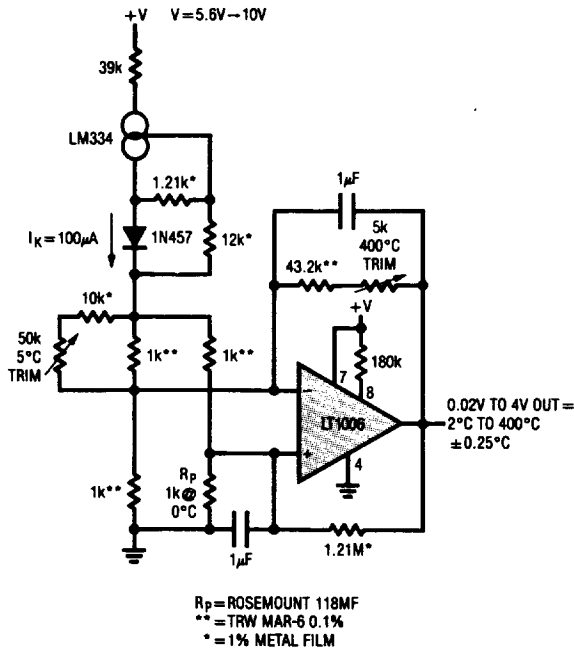 +V V=5.6V→10V
39k
LM334
1.21k*
1μF
5k
400°C
TRIM
I_K=100μA
1N457
12k*
43.2k**
+V
10k*
50k
5°C
TRIM
1k**
1k**
180k
7
8
−
LT1006
+
4
0.02V TO 4V OUT=
2°C TO 400°C
±0.25°C
1k**
Rp
1k@
0°C
1μF
1.21M*
Rp=ROSEMOUNT 118MF
**=TRW MAR-6 0.1%
*=1% METAL FILM